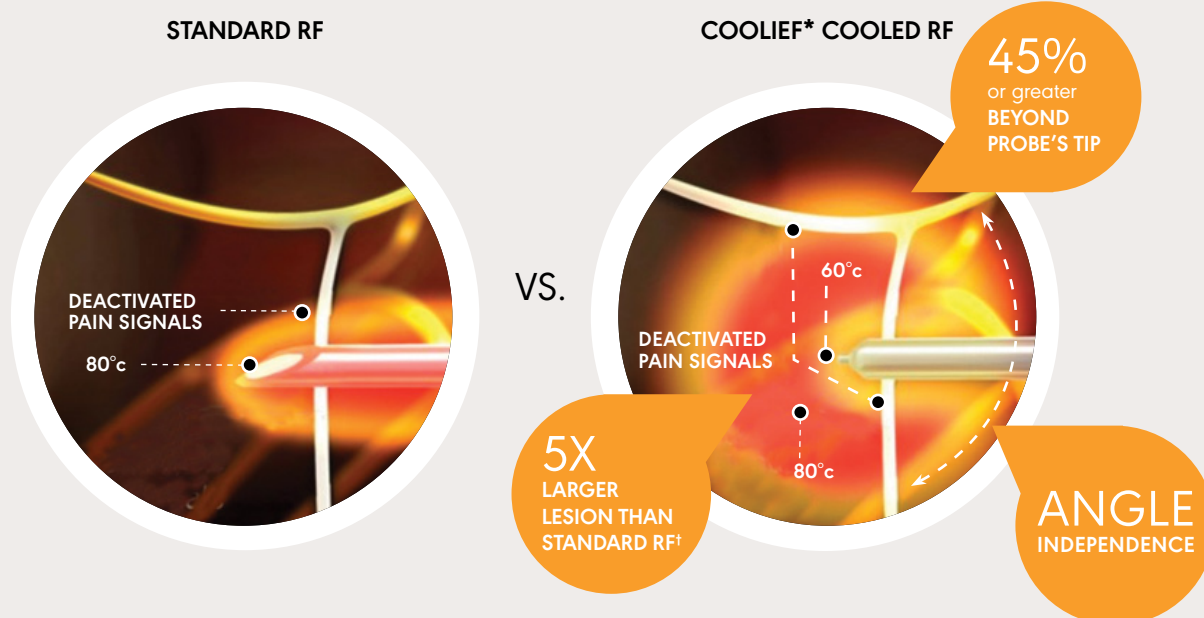 STANDARD RF
DEACTIVATED
PAIN SIGNALS
80°c
VS.
COOLIEF* COOLED RF
45%
or greater
BEYOND
PROBE'S TIP
60°c
DEACTIVATED
PAIN SIGNALS
80°c
5X
LARGER
LESION THAN
STANDARD RF†
ANGLE
INDEPENDENCE